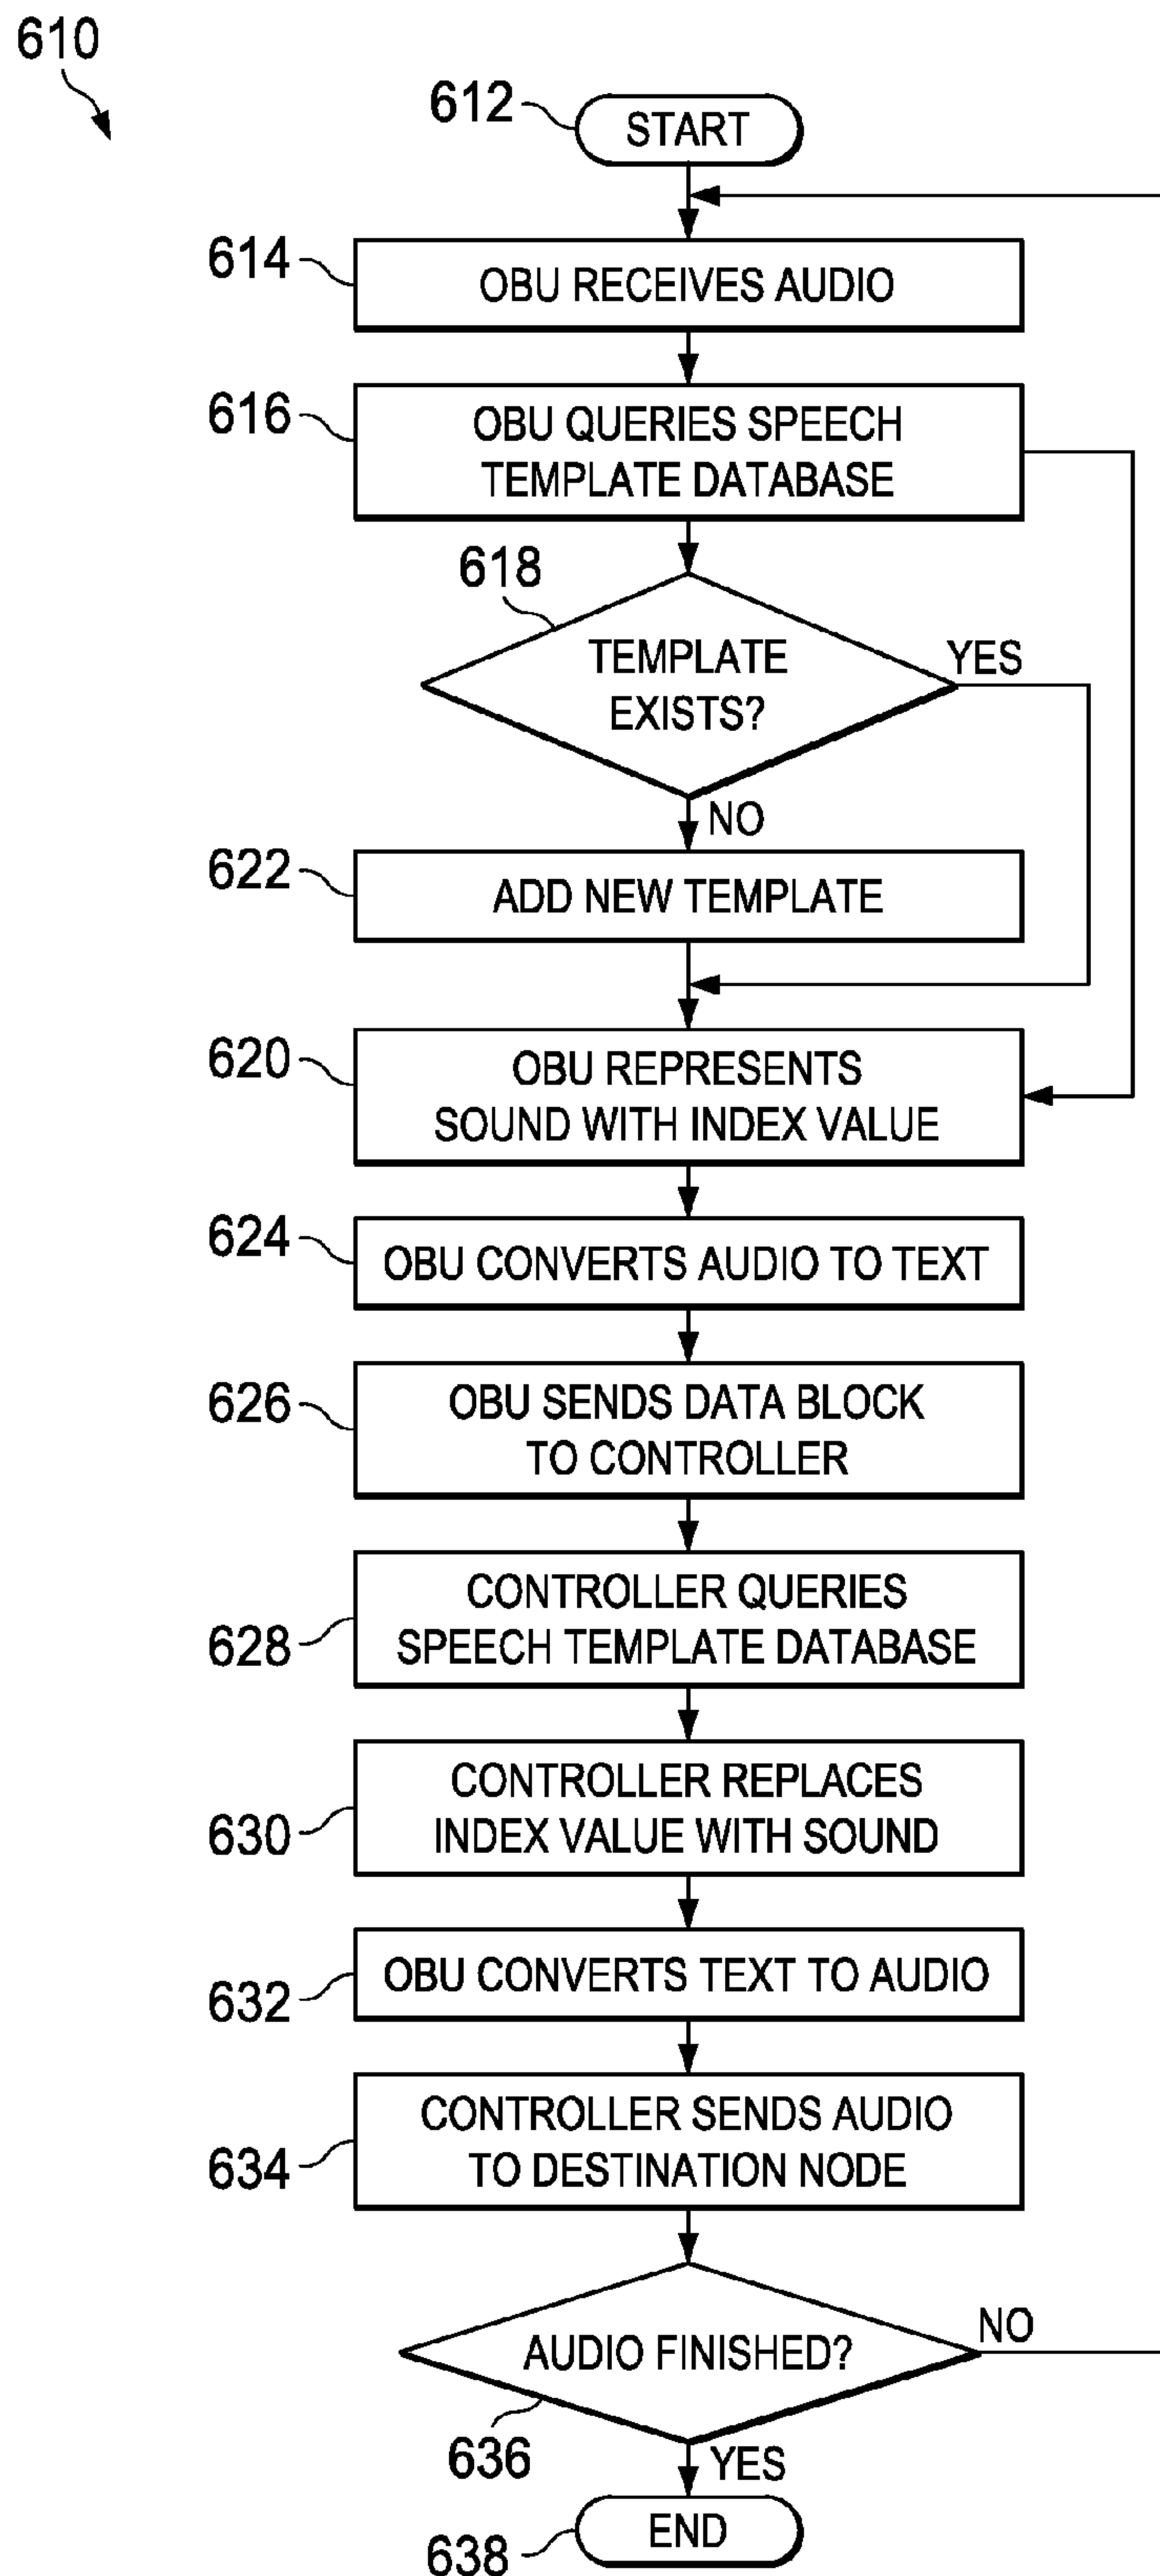 610
612
START
614
OBU RECEIVES AUDIO
616
OBU QUERIES SPEECH
TEMPLATE DATABASE
618
TEMPLATE
EXISTS?
YES
NO
622
ADD NEW TEMPLATE
620
OBU REPRESENTS
SOUND WITH INDEX VALUE
624
OBU CONVERTS AUDIO TO TEXT
626
OBU SENDS DATA BLOCK
TO CONTROLLER
628
CONTROLLER QUERIES
SPEECH TEMPLATE DATABASE
630
CONTROLLER REPLACES
INDEX VALUE WITH SOUND
632
OBU CONVERTS TEXT TO AUDIO
634
CONTROLLER SENDS AUDIO
TO DESTINATION NODE
AUDIO FINISHED?
NO
636
YES
638
END